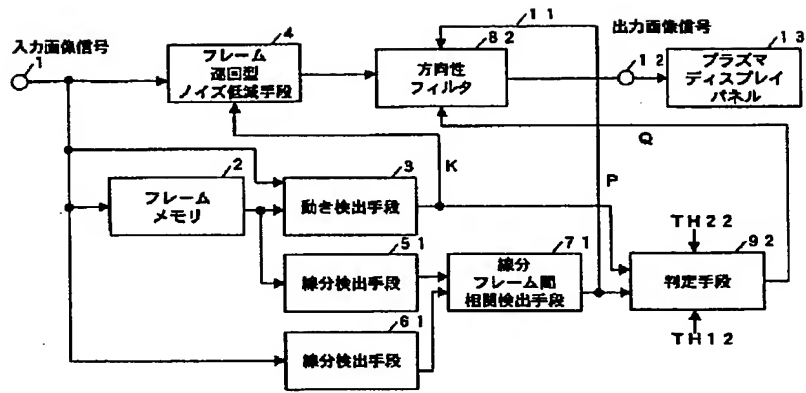 入力画像信号
1
4
フレーム
巡回型
ノイズ低減手段
11
82
方向性
フィルタ
出力画像信号
12
13
プラズマ
ディスプレイ
パネル
K
Q
P
2
フレーム
メモリ
3
動き検出手段
51
線分検出手段
71
線分
フレーム間
相関検出手段
TH22
92
判定手段
TH12
61
線分検出手段